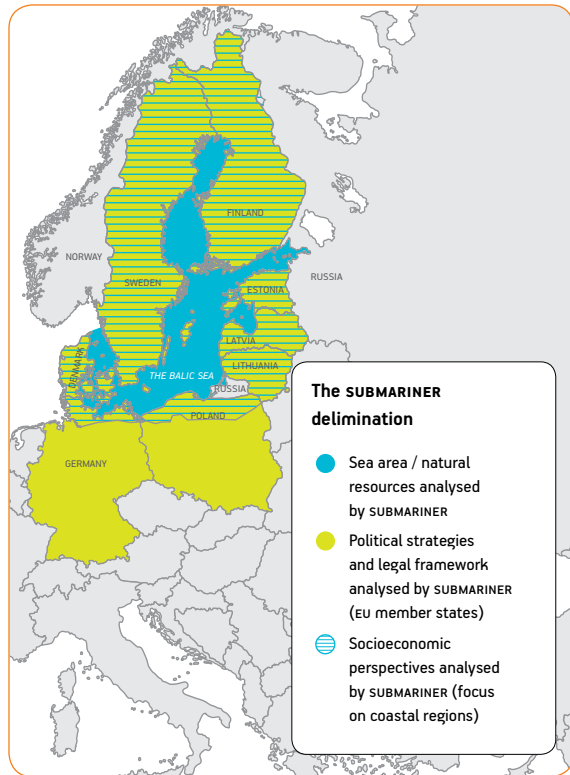 FINLAND
NORWAY
RUSSIA
SWEDEN
ESTONIA
LATVIA
DENMARK
LITHUANIA
THE BALIC SEA
RUSSIA
POLAND
GERMANY
The SUBMARINER
delimination
Sea area / natural
resources analysed
by SUBMARINER
Political strategies
and legal framework
analysed by SUBMARINER
(EU member states)
Socioeconomic
perspectives analysed
by SUBMARINER (focus
on coastal regions)